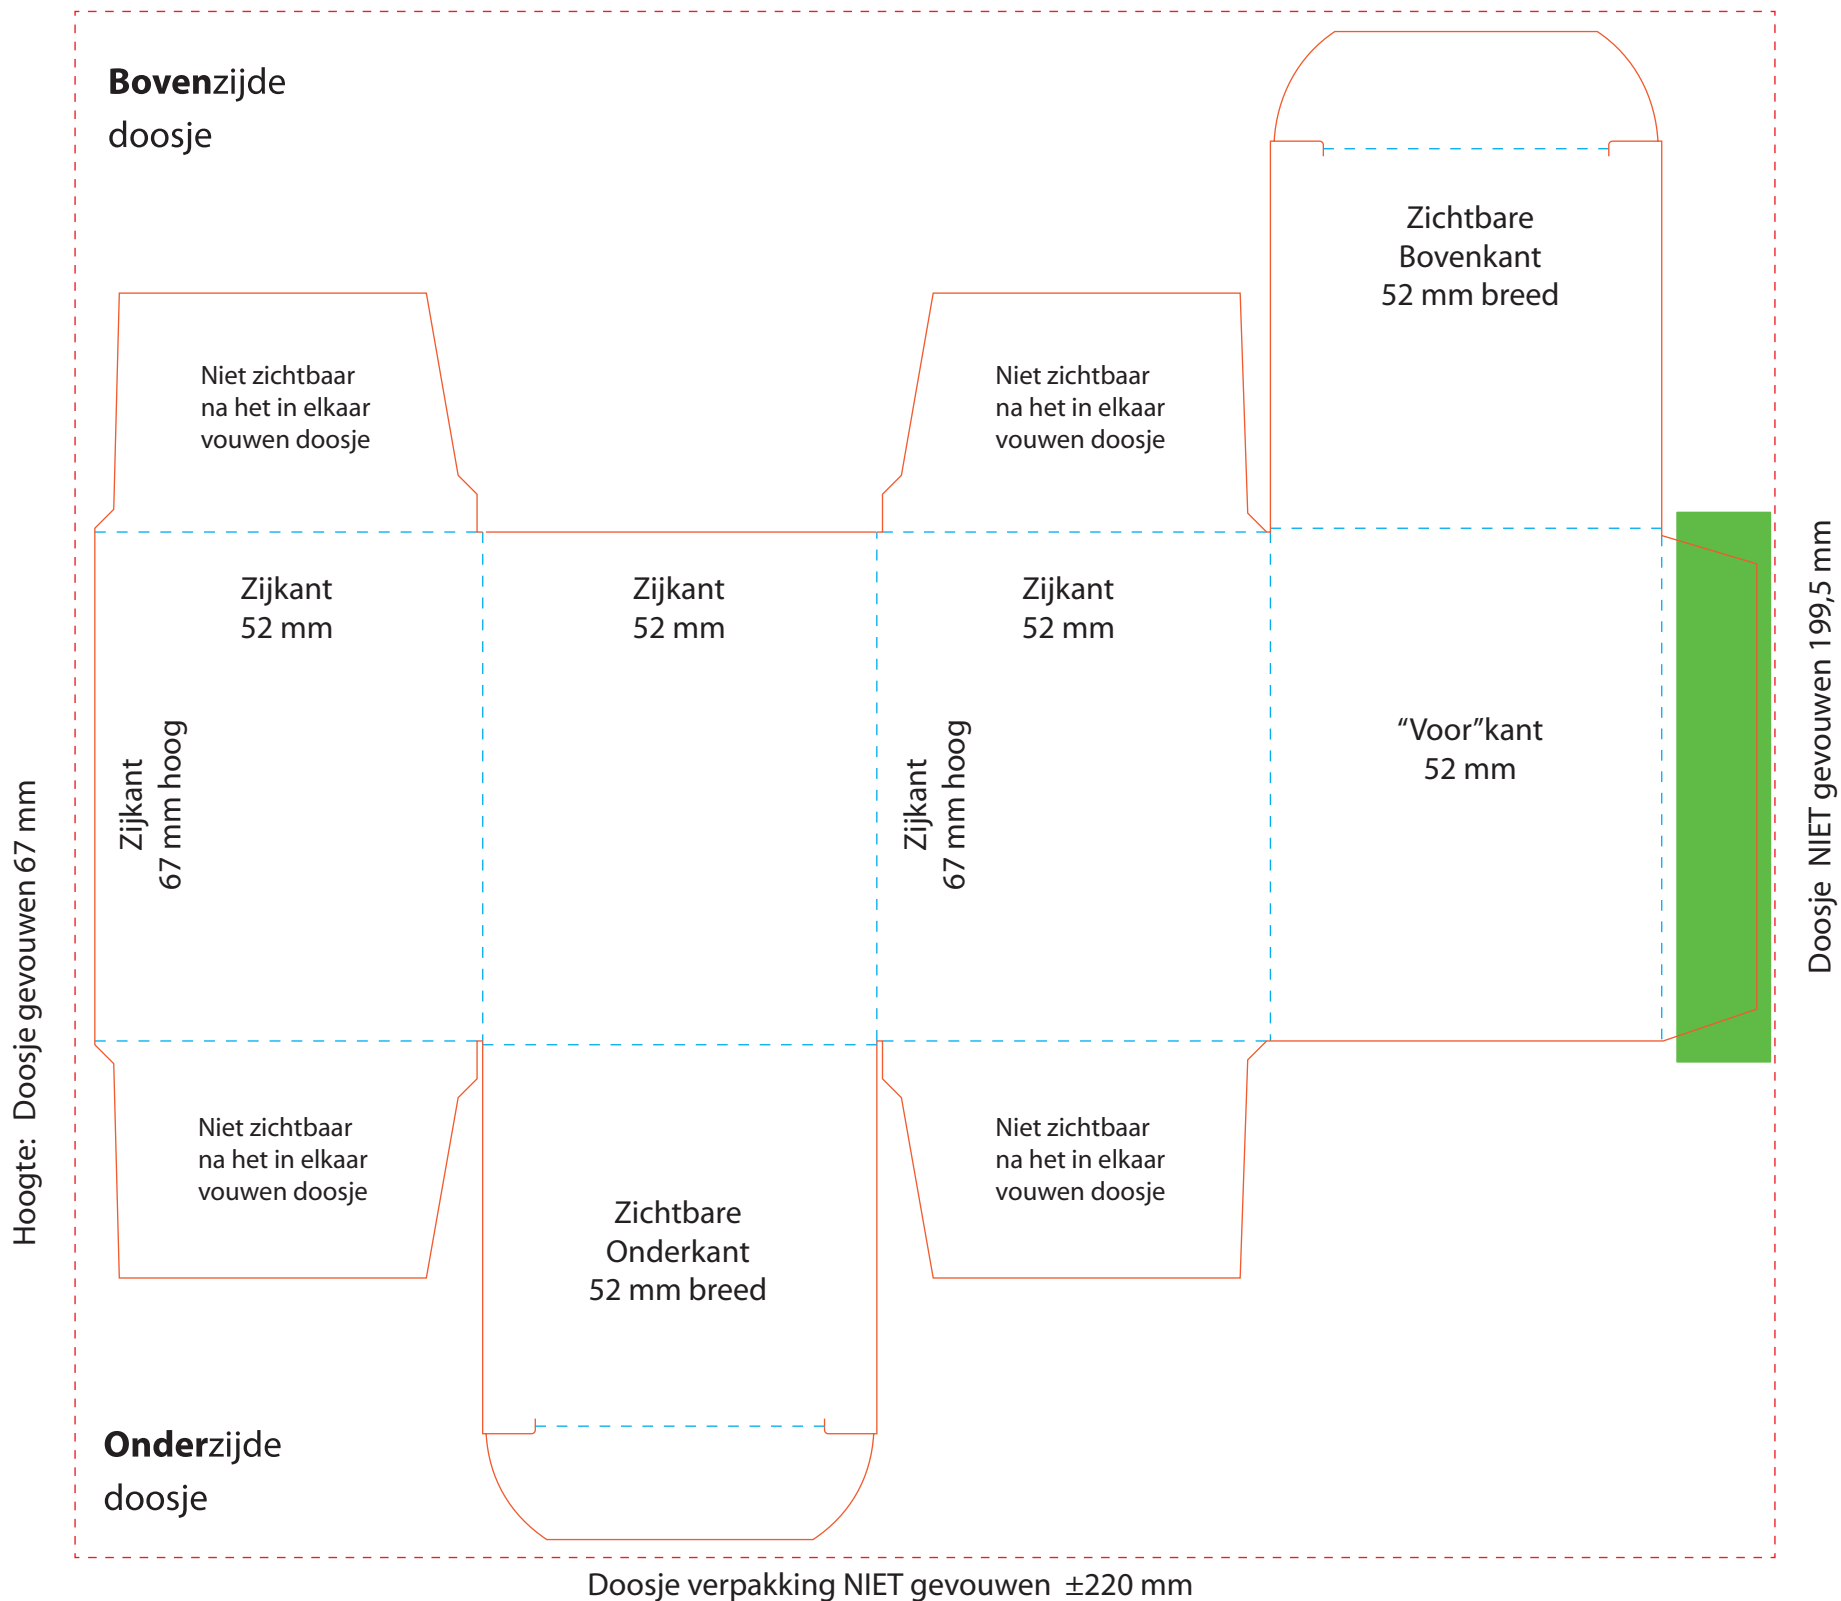 Bovenzijde
doosje
Zichtbare
Bovenkant
52 mm breed
Niet zichtbaar
na het in elkaar
vouwen doosje
Niet zichtbaar
na het in elkaar
vouwen doosje
Zijkant
52 mm
Zijkant
52 mm
Zijkant
52 mm
Zijkant
67 mm hoog
Zijkant
67 mm hoog
“Voor”kant
52 mm
Hoogte: Doosje gevouwen 67 mm
Doosje NIET gevouwen 199,5 mm
Niet zichtbaar
na het in elkaar
vouwen doosje
Zichtbare
Onderkant
52 mm breed
Niet zichtbaar
na het in elkaar
vouwen doosje
Onderzijde
doosje
Doosje verpakking NIET gevouwen ±220 mm